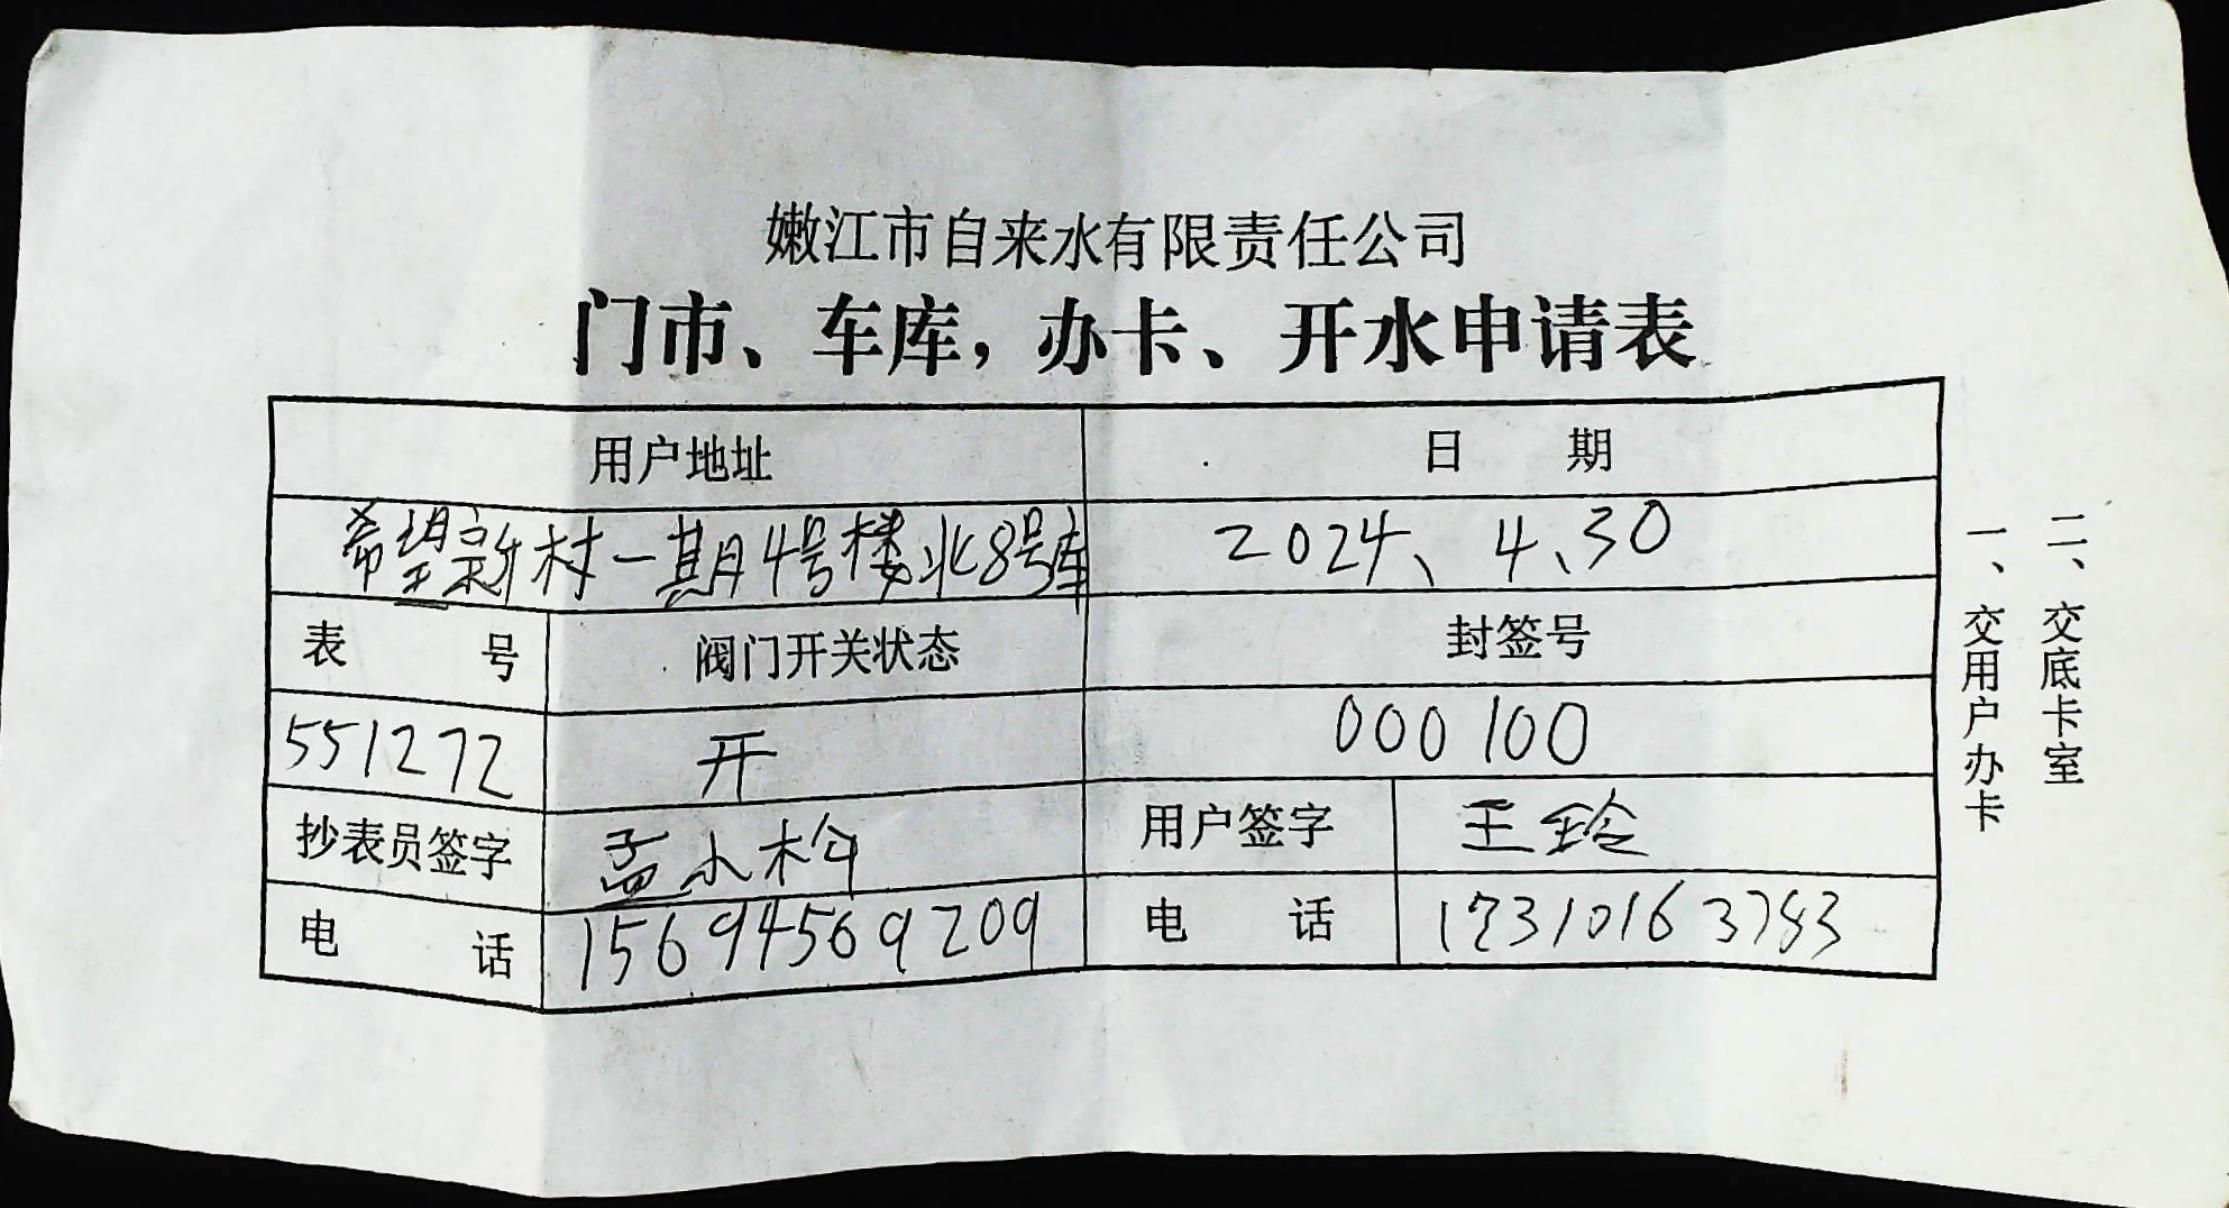 嫩江市自来水有限责任公司
门市、车库，办卡、开水申请表
用户地址 日 期
希望新村一期4号楼北8号库 2024、4、30
表 号 阀门开关状态 封签号
551272 开 000100
抄表员签字 孟小 用户签字 王玲
电 话 15694569209 电 话 17310163783
一、交用户办卡
二、交底卡室